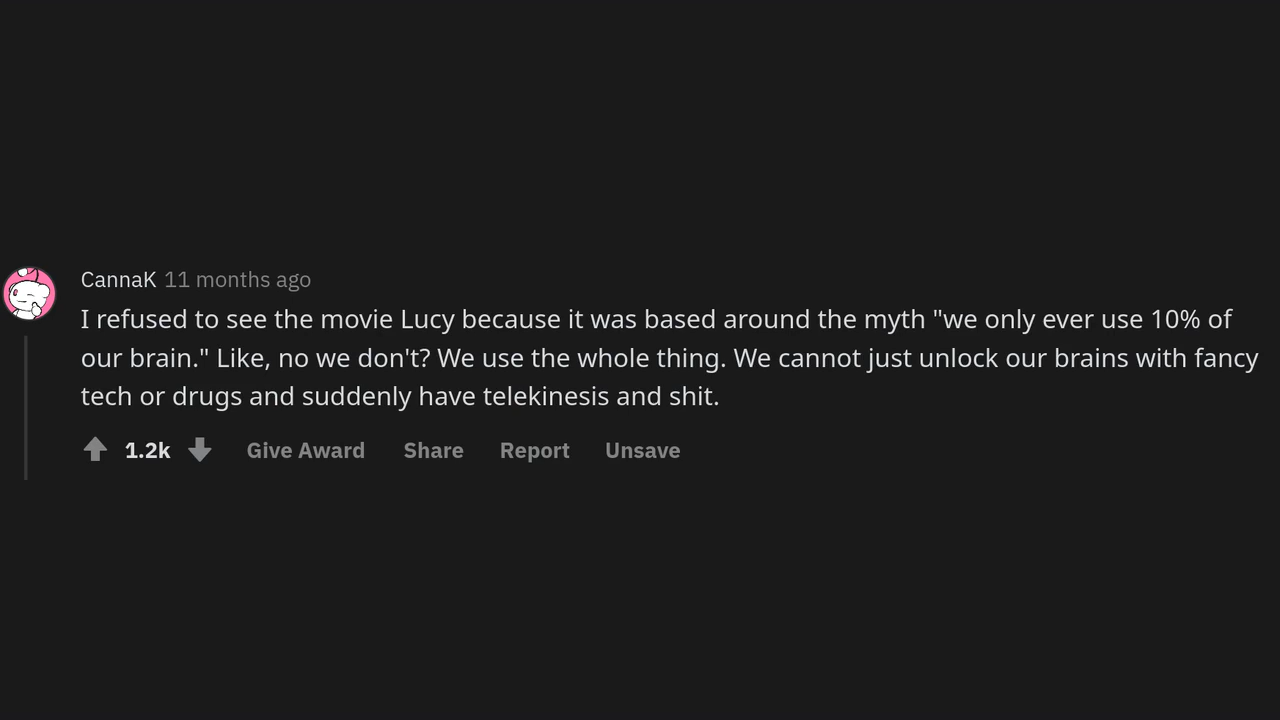 CannaK 11 months ago
I refused to see the movie Lucy because it was based around the myth "we only ever use 10% of
our brain." Like, no we don't? We use the whole thing. We cannot just unlock our brains with fancy
tech or drugs and suddenly have telekinesis and shit.
1.2k Give Award Share Report Unsave